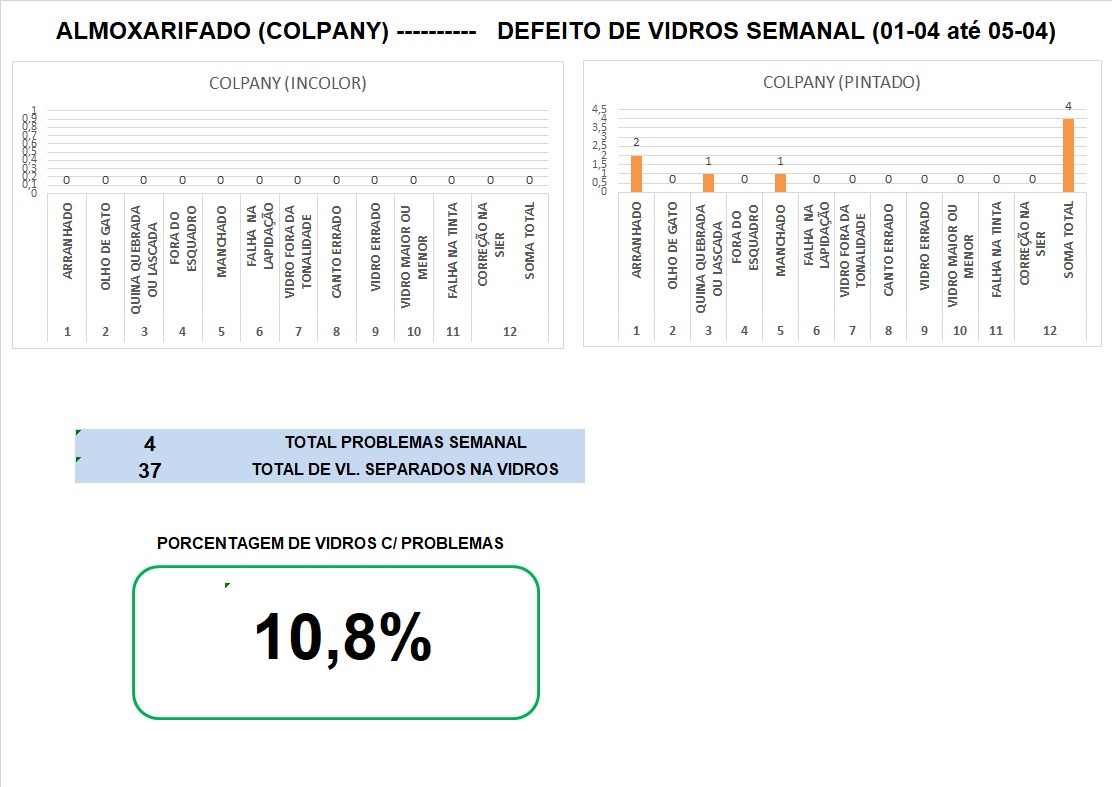 ALMOXARIFADO (COLPANY) ---------- DEFEITO DE VIDROS SEMANAL (01-04 até 05-04)
COLPANY (INCOLOR)
1
0,9
0,8
0,7
0,6
0,5
0,4
0,3
0,2
0,1
0
0 0 0 0 0 0 0 0 0 0 0 0 0
ARRANHADO
OLHO DE GATO
QUINA QUEBRADA
OU LASCADA
FORA DO
ESQUADRO
MANCHADO
FALHA NA
LAPIDAÇÃO
VIDRO FORA DA
TONALIDADE
CANTO ERRADO
VIDRO ERRADO
VIDRO MAIOR OU
MENOR
FALHA NA TINTA
CORREÇÃO NA
SIER
SOMA TOTAL
1 2 3 4 5 6 7 8 9 10 11 12
COLPANY (PINTADO)
4,5
4
3,5
3
2,5
2
1,5
1
0,5
0
2 0 1 0 1 0 0 0 0 0 0 0 4
ARRANHADO
OLHO DE GATO
QUINA QUEBRADA
OU LASCADA
FORA DO
ESQUADRO
MANCHADO
FALHA NA
LAPIDAÇÃO
VIDRO FORA DA
TONALIDADE
CANTO ERRADO
VIDRO ERRADO
VIDRO MAIOR OU
MENOR
FALHA NA TINTA
CORREÇÃO NA
SIER
SOMA TOTAL
1 2 3 4 5 6 7 8 9 10 11 12
4 TOTAL PROBLEMAS SEMANAL
37 TOTAL DE VL. SEPARADOS NA VIDROS
PORCENTAGEM DE VIDROS C/ PROBLEMAS
10,8%